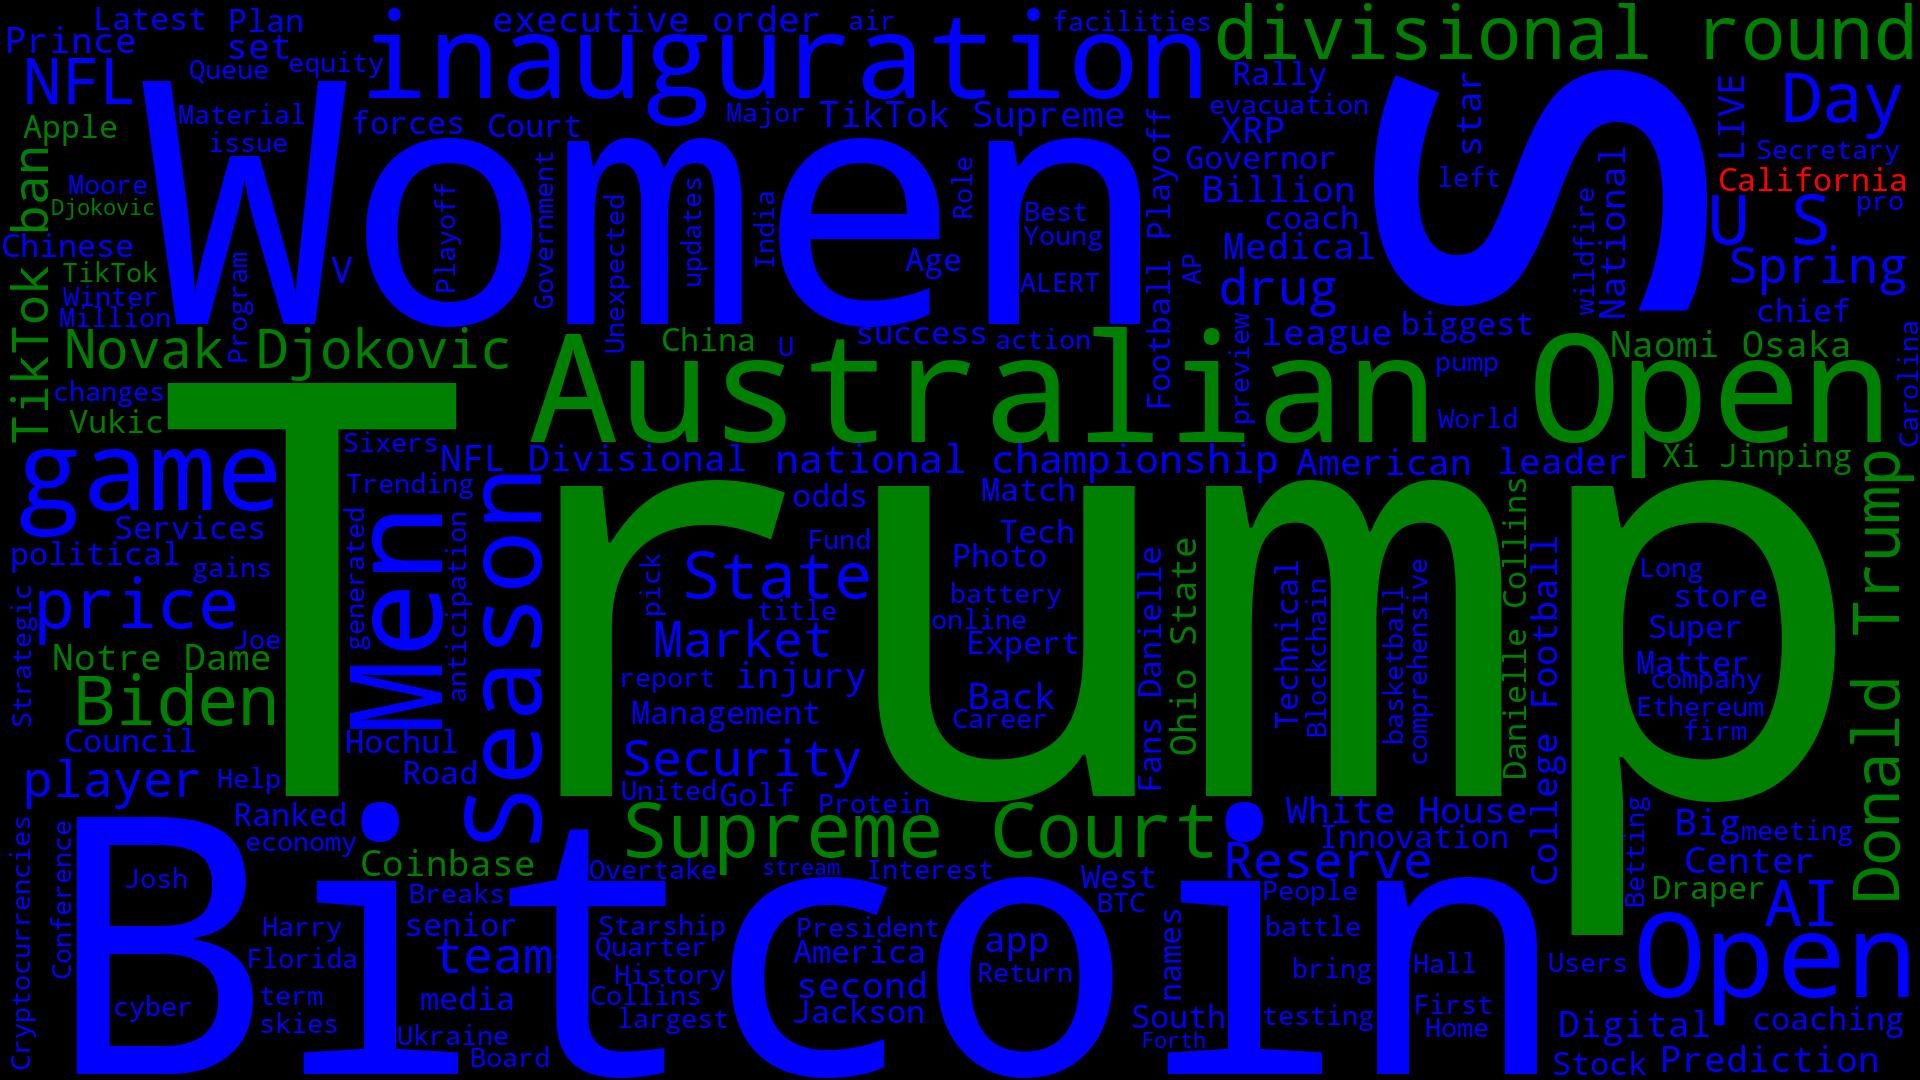 Latest Plan executive order air facilities divisional round
Prince set inauguration
NFL Queue equity Rally LIVE Day
Material forces Court Major TikTok Supreme evacuation star
Apple issue XRP
TikTok ban Women S
Moore Governor left Secretary
Djokovic Playoff Government Unexpected updates India Role Best Young Football Playoff Billion National California
Chinese V Age coach wildfire U S pro
TikTok Program ALERT AP Medical Spring
Winter drug
Million success preview league biggest chief
Novak Djokovic China U action Naomi Osaka
Australian Open
changes pump Carolina
Vukic World
Sixers NFL Divisional national championship American leader Xi Jinping
game Trending odds Match
Trump
Services Men season Fund Tech
political generated anticipation State Photo
gains pick battery Long
price title online store
Strategic Joe Market Expert Super
Notre Dame report injury Fans Danielle Ohio State Technical Blockchain basketball comprehensive Danielle Collins College Football Matter Donald Trump
Biden Management Back company
Council Hochul Career Ethereum
player Help Road Security firm
Ranked United Golf Protein White House Betting Big meeting
economy Supreme Court Innovation
Coinbase Overtake stream Interest Reserve Center
Josh Breaks West People Draper AI
Bitcoin
Cryptocurrencies Conference Harry senior Starship President BTC battle Open
Florida team Quarter America app names
History second Return bring Hall Users
cyber term media Collins Jackson
skies largest South testing First Digital coaching
Ukraine Forth Home
Board Stock Prediction